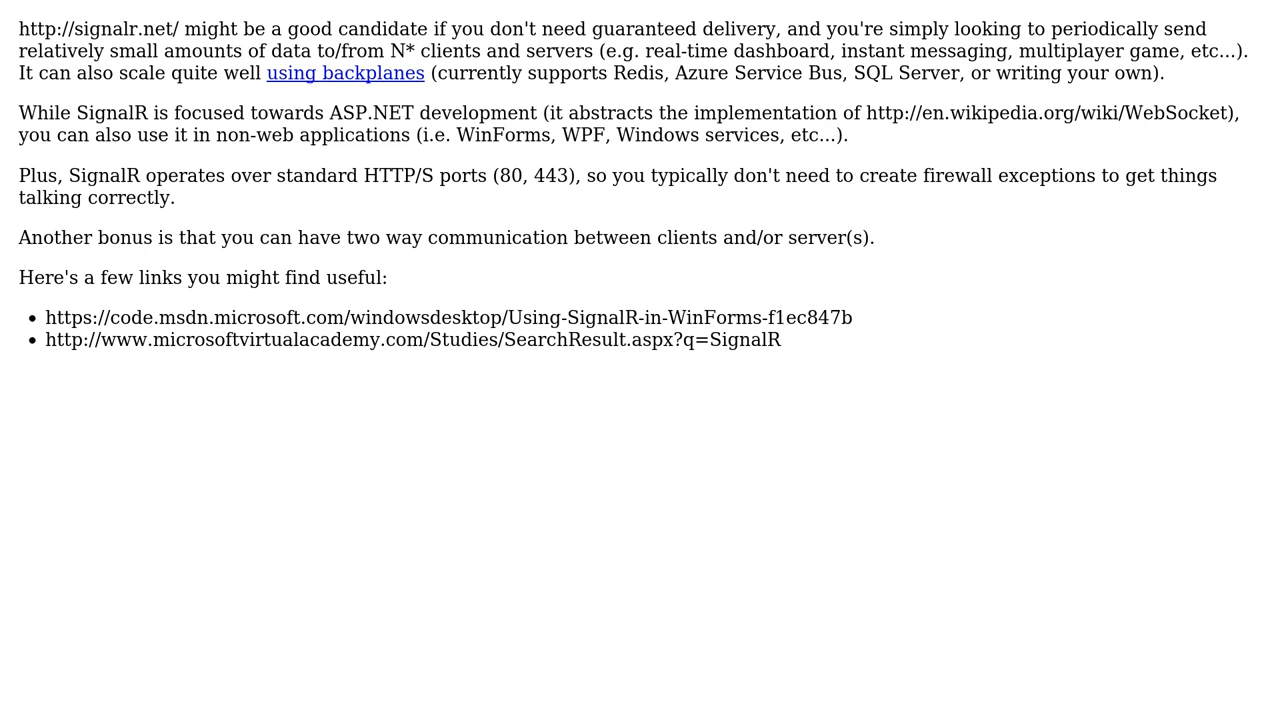 http://signalr.net/ might be a good candidate if you don't need guaranteed delivery, and you're simply looking to periodically send
relatively small amounts of data to/from N* clients and servers (e.g. real-time dashboard, instant messaging, multiplayer game, etc...).
It can also scale quite well using backplanes (currently supports Redis, Azure Service Bus, SQL Server, or writing your own).
While SignalR is focused towards ASP.NET development (it abstracts the implementation of http://en.wikipedia.org/wiki/WebSocket),
you can also use it in non-web applications (i.e. WinForms, WPF, Windows services, etc...).
Plus, SignalR operates over standard HTTP/S ports (80, 443), so you typically don't need to create firewall exceptions to get things
talking correctly.
Another bonus is that you can have two way communication between clients and/or server(s).
Here's a few links you might find useful:
• https://code.msdn.microsoft.com/windowsdesktop/Using-SignalR-in-WinForms-f1ec847b
• http://www.microsoftvirtualacademy.com/Studies/SearchResult.aspx?q=SignalR